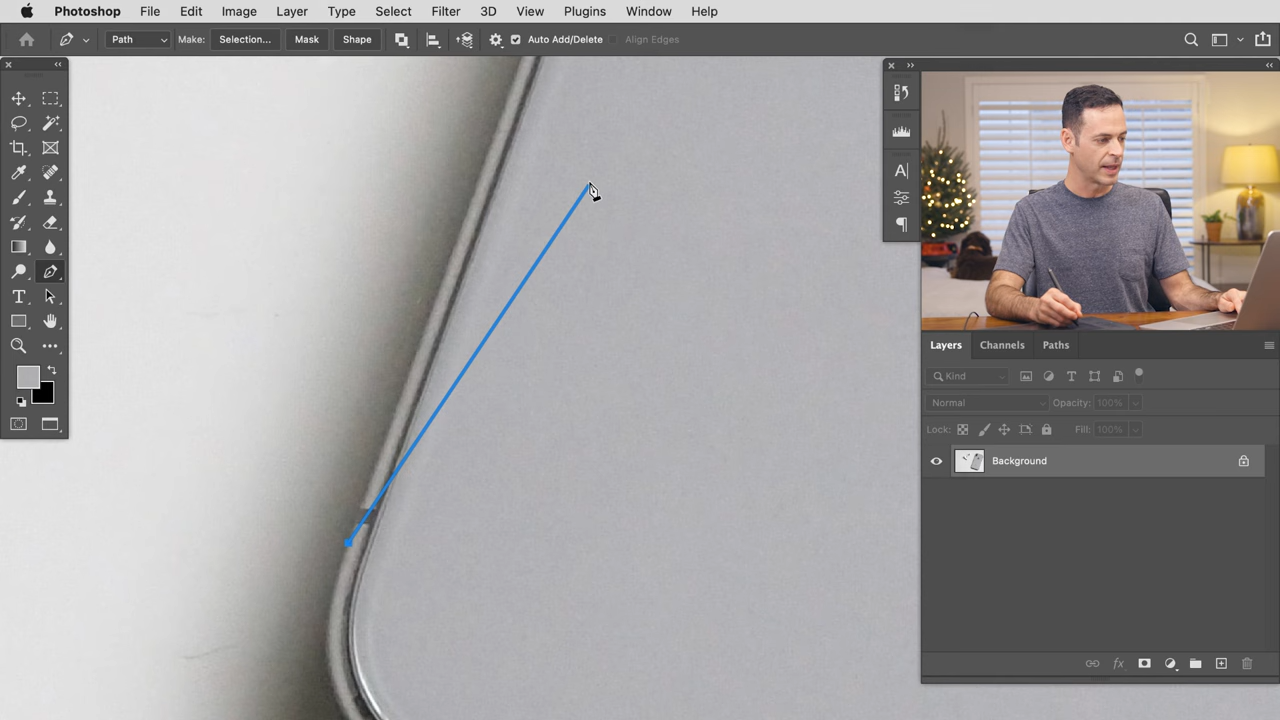 Photoshop File Edit Image Layer Type Select Filter 3D View Plugins Window Help
Path Make: Selection... Mask Shape Auto Add/Delete Align Edges
Layers Channels Paths
Kind
Normal Opacity: 100%
Lock: Fill: 100%
Background